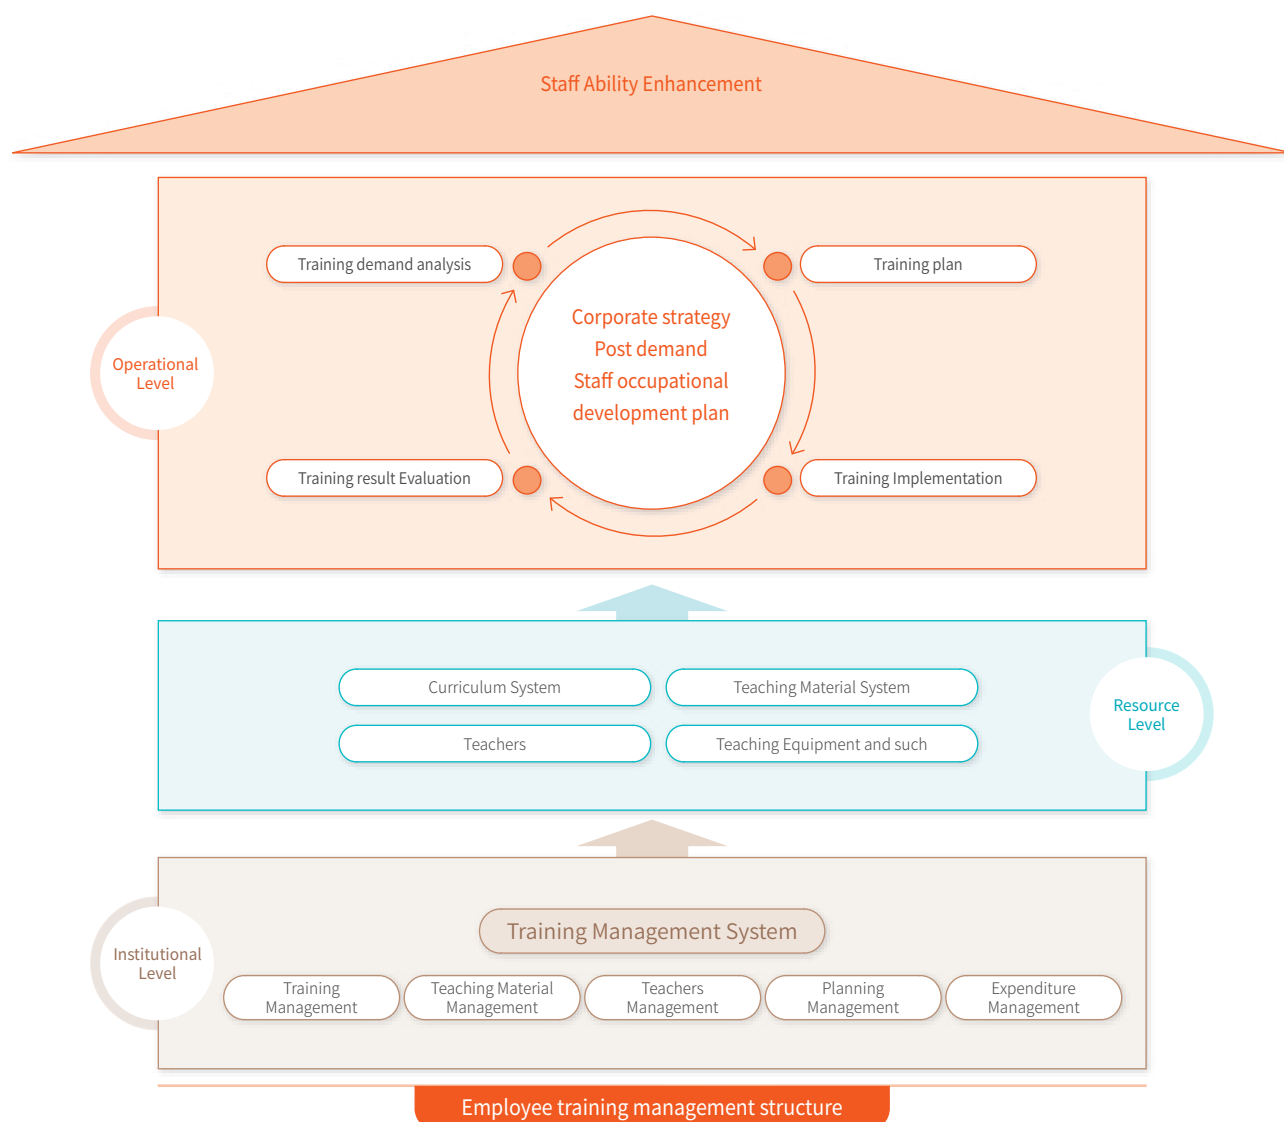 Staff Ability Enhancement
Training demand analysis
Training plan
Corporate strategy
Post demand
Staff occupational
development plan
Operational
Level
Training result Evaluation
Training Implementation
Curriculum System
Teaching Material System
Resource
Level
Teachers
Teaching Equipment and such
Training Management System
Institutional
Level
Training
Management
Teaching Material
Management
Teachers
Management
Planning
Management
Expenditure
Management
Employee training management structure